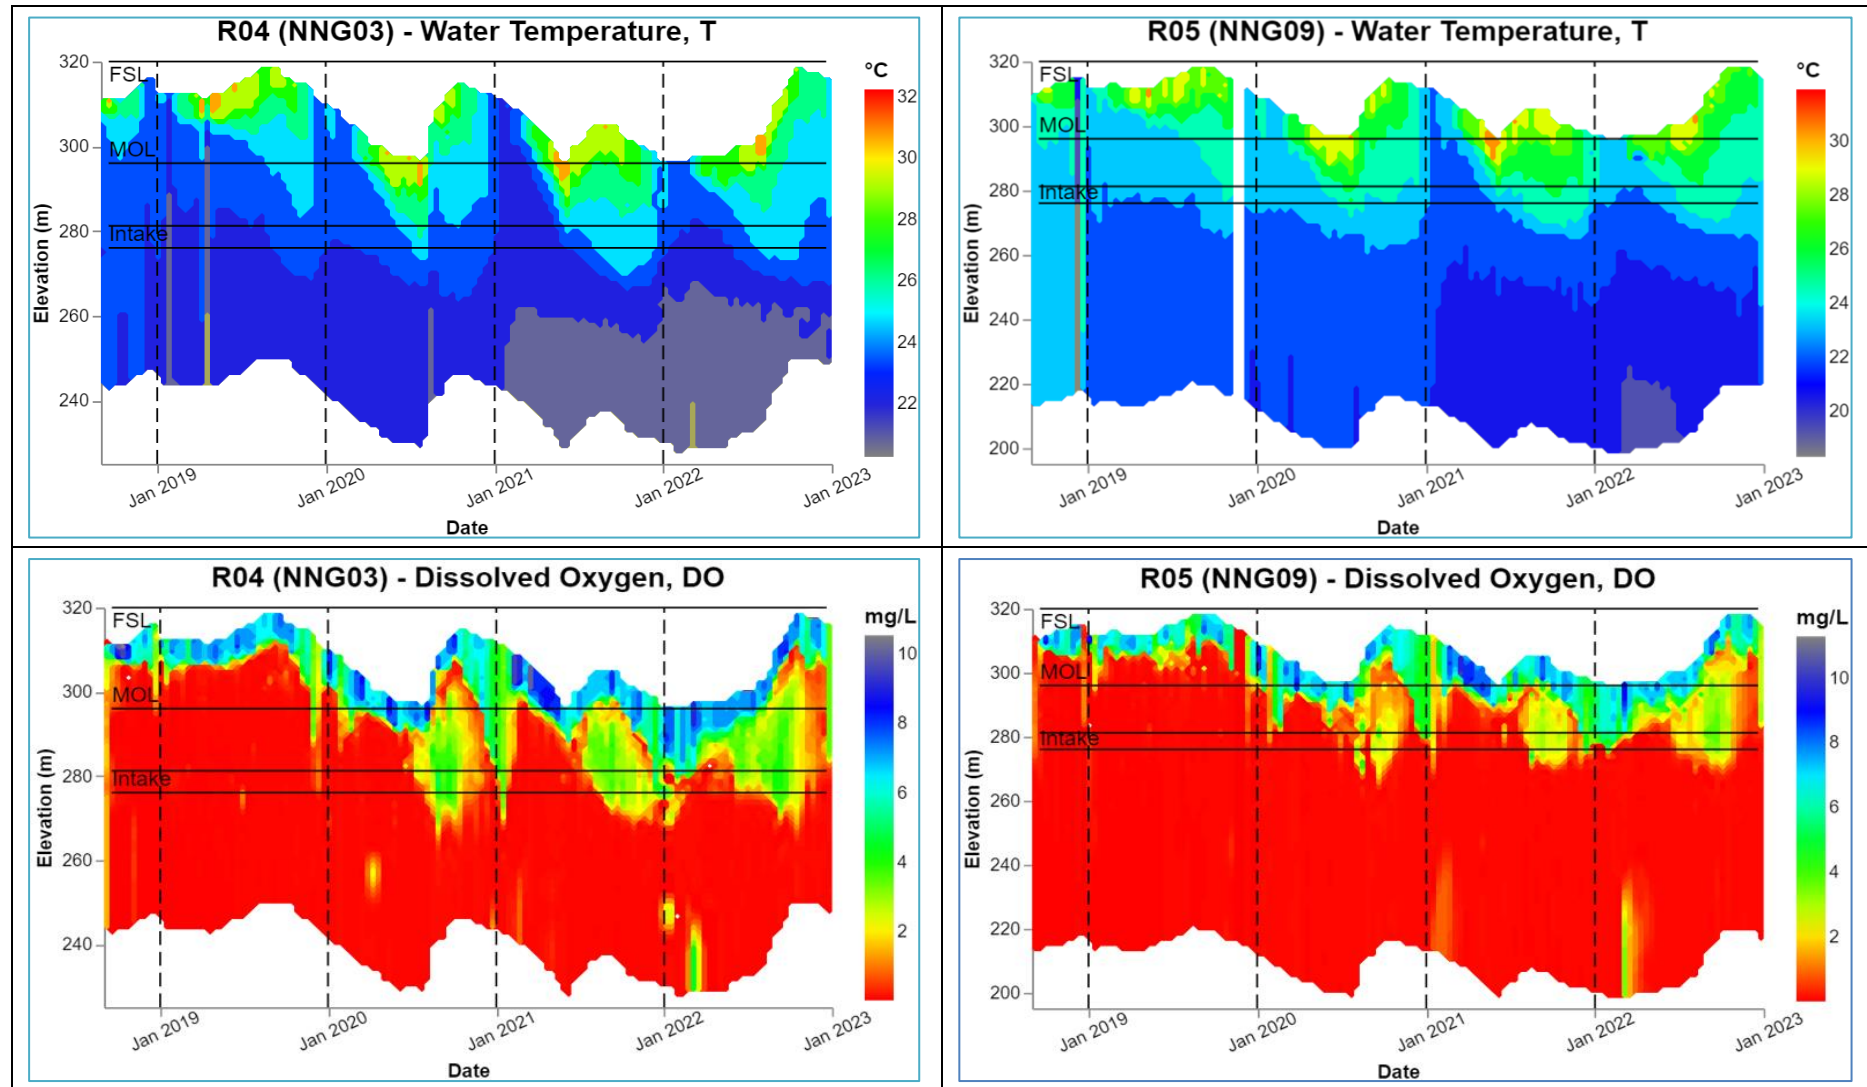 R04 (NNG03) - Water Temperature, T
°C
FSL
MOL
Intake
320
300
280
260
240
Elevation (m)
32
30
28
26
24
22
Jan 2019
Jan 2020
Jan 2021
Jan 2022
Jan 2023
Date
R05 (NNG09) - Water Temperature, T
°C
FSL
MOL
Intake
320
300
280
260
240
220
200
Elevation (m)
30
28
26
24
22
20
Jan 2019
Jan 2020
Jan 2021
Jan 2022
Jan 2023
Date
R04 (NNG03) - Dissolved Oxygen, DO
mg/L
FSL
MOL
Intake
320
300
280
260
240
Elevation (m)
10
8
6
4
2
Jan 2019
Jan 2020
Jan 2021
Jan 2022
Jan 2023
Date
R05 (NNG09) - Dissolved Oxygen, DO
mg/L
FSL
MOL
Intake
320
300
280
260
240
220
200
Elevation (m)
10
8
6
4
2
Jan 2019
Jan 2020
Jan 2021
Jan 2022
Jan 2023
Date